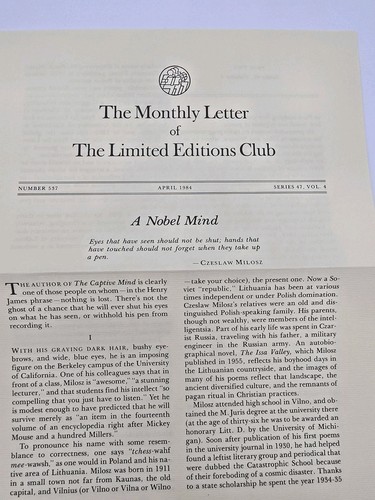 The Monthly Letter
of
The Limited Editions Club
NUMBER 537 APRIL 1984 SERIES 47, VOL. 4
A Nobel Mind
Eyes that have seen should not be shut; hands that
have touched should not forget when they take up
a pen.
— CZESLAW MILOSZ
THE AUTHOR OF The Captive Mind is clearly
one of those people on whom—in the Henry
James phrase—nothing is lost. There's not the
ghost of a chance that he will ever shut his eyes
on what he has seen, or withhold his pen from
recording it.
I
WITH HIS GRAYING DARK HAIR, bushy eye-
brows, and wide, blue eyes, he is an imposing
figure on the Berkeley campus of the University
of California. One of his colleagues says that in
front of a class, Milosz is "awesome," "a stunning
lecturer," and that students find his intellect "so
compelling that you just have to listen." Yet he
is modest enough to have predicted that he will
survive merely as "an item in the fourteenth
volume of an encyclopedia right after Mickey
Mouse and a hundred Millers."
To pronounce his name with some resem-
blance to correctness, one says "tchess-wahf
mee-wawsh," as one would in Poland and his na-
tive area of Lithuania. Milosz was born in 1911
in a small town not far from Kaunas, the old
capital, and Vilnius (or Vilno or Vilna or Wilno
—take your choice), the present one. Now a So-
viet "republic," Lithuania has been at various
times independent or under Polish domination.
Czeslaw Milosz's relatives were an old and dis-
tinguished Polish-speaking family. His parents,
though not wealthy, were members of the intel-
ligentsia. Part of his early life was spent in Czar-
ist Russia, traveling with his father, a military
engineer in the Russian army. An autobio-
graphical novel, The Issa Valley, which Milosz
published in 1955, reflects his boyhood days in
the Lithuanian countryside, and the images of
many of his poems reflect that landscape, the
ancient diversified culture, and the remnants of
pagan ritual in Christian practices.
Milosz attended high school in Vilno, and ob-
tained the M. Juris degree at the university there
(at the age of thirty-six he was to be awarded an
honorary Litt. D. by the University of Michi-
gan). Soon after publication of his first poems
in the university journal in 1930, he had helped
found a leftist literary group and periodical that
were dubbed the Catastrophic School because
of their foreboding of a cosmic disaster. Thanks
to a state scholarship he spent the year 1934-35